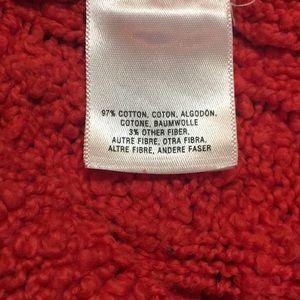 97% COTTON, COTON, ALGODÓN,
COTONE, BAUMWOLLE
3% OTHER FIBER,
AUTRE FIBRE, OTRA FIBRA,
ALTRE FIBRE, ANDERE FASER